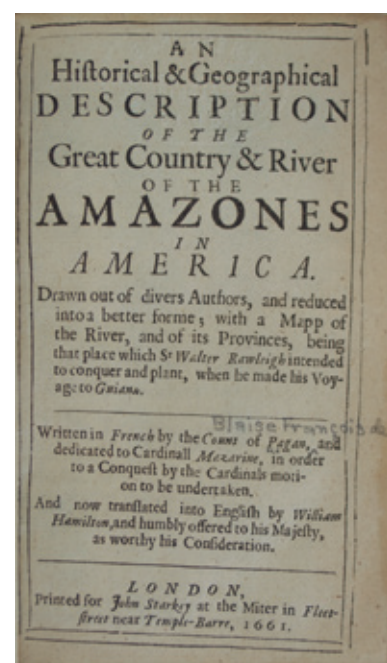 AN
Hiſtorical & Geographical
DESCRIPTION
OF THE
Great Country & River
OF THE
AMAZONES
IN
AMERICA.
Drawn out of divers Authors, and reduced
into a better forme; with a Mapp of
the River, and of its Provinces, being
that place which Sr Walter Rawleigh intended
to conquer and plant, when he made his Voy-
age to Guiana.
Blaise François de
Written in French by the Count of Pagan, and
dedicated to Cardinall Mazarine, in order
to a Conqueſt by the Cardinals moti-
on to be undertaken.
And now tranſlated into Engliſh by William
Hamilton, and humbly offered to his Majeſty,
as worthy his Conſideration.
LONDON,
Printed for John Starkey at the Miter in Fleet-
ſtreet near Temple-Barre, 1661.